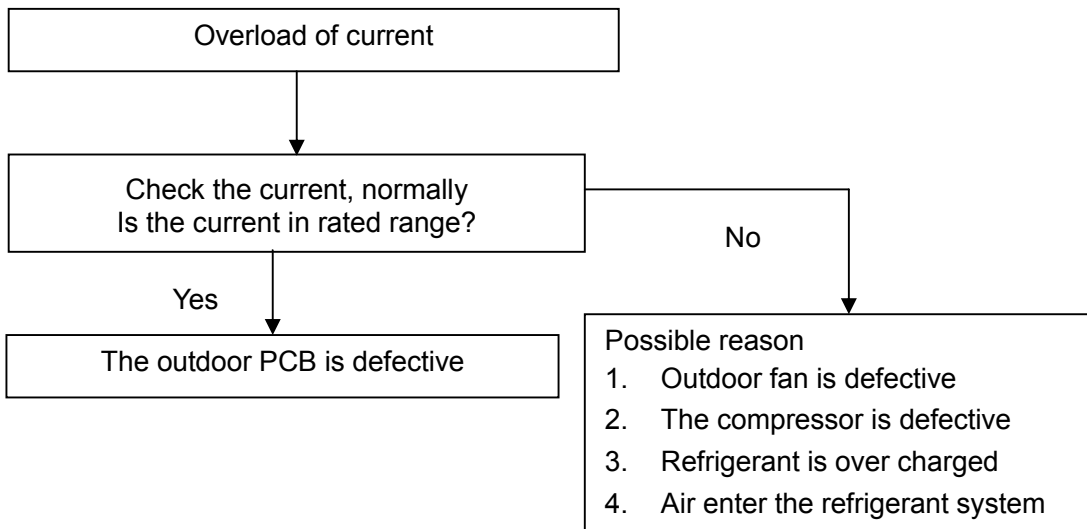 Overload of current
Check the current, normally
Is the current in rated range?
No
Yes
The outdoor PCB is defective
Possible reason
1. Outdoor fan is defective
2. The compressor is defective
3. Refrigerant is over charged
4. Air enter the refrigerant system